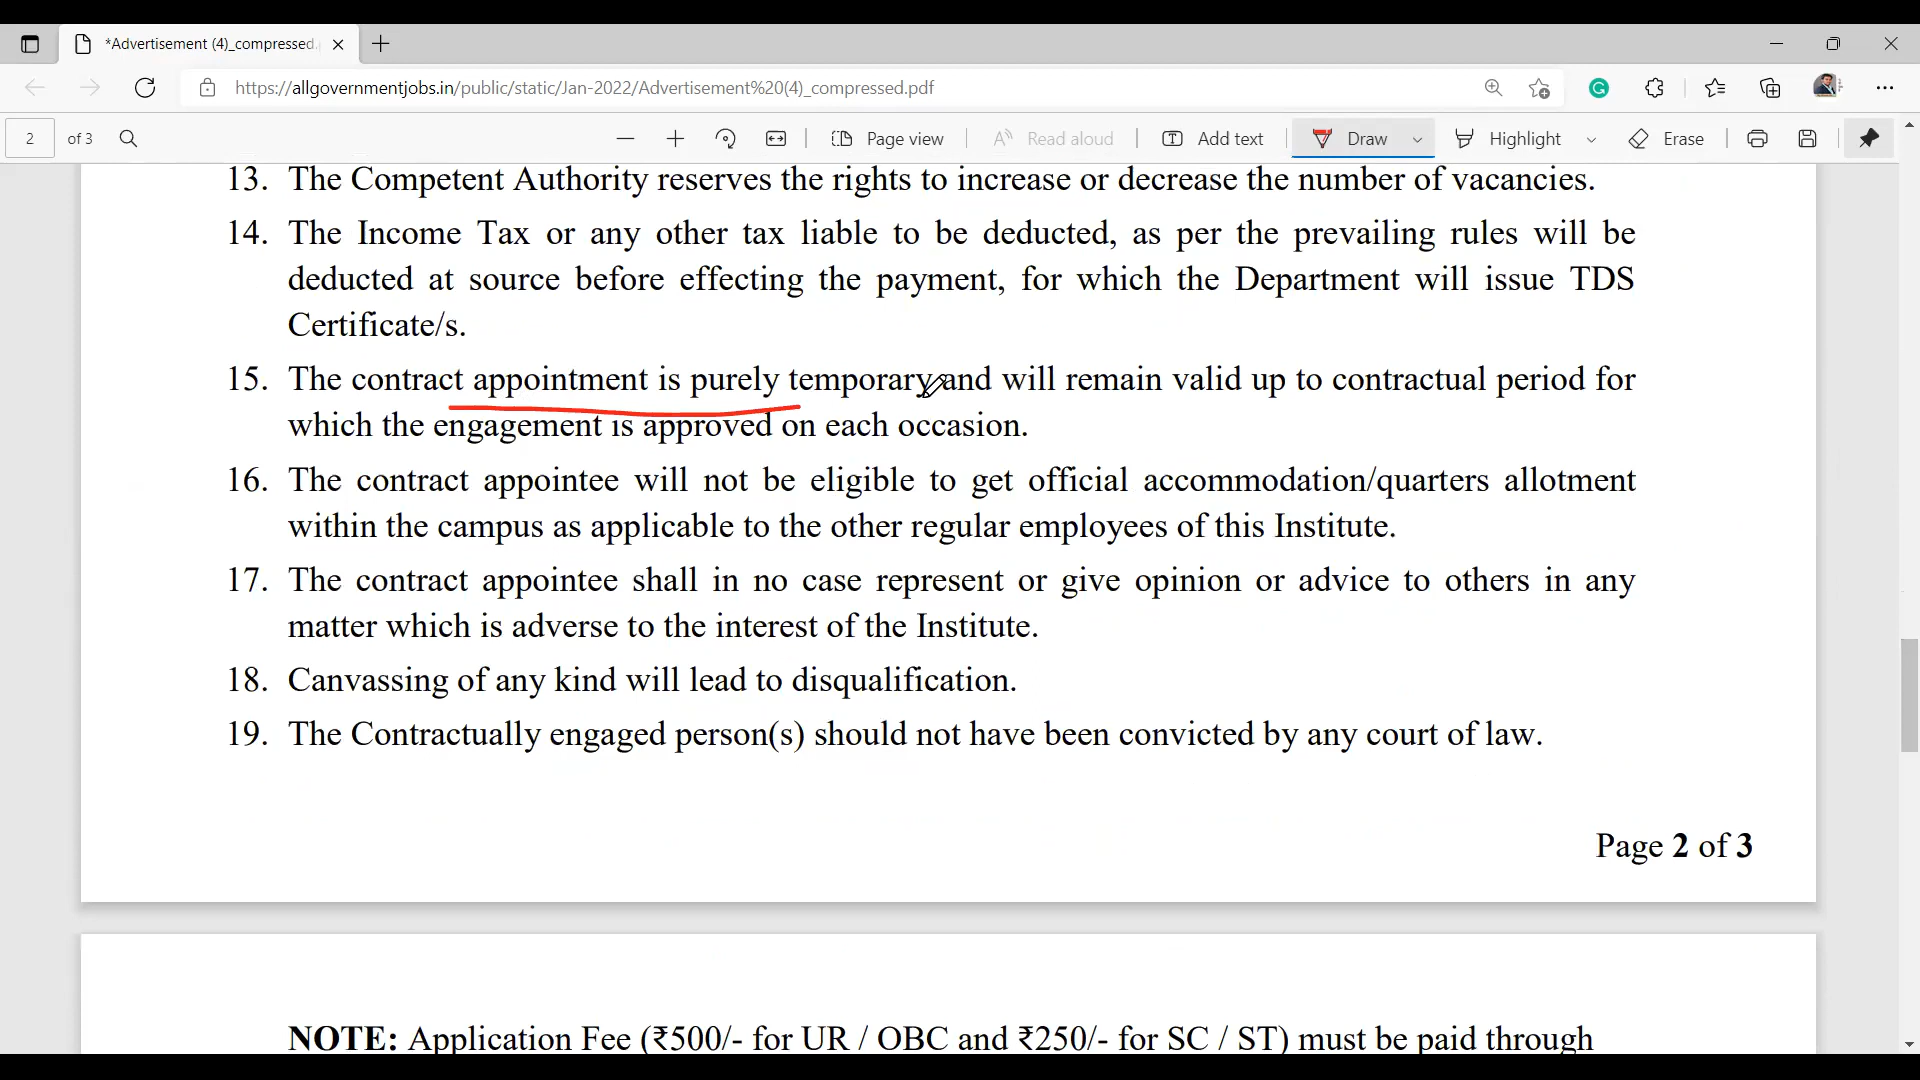 *Advertisement (4)_compressed.
https://allgovernmentjobs.in/public/static/Jan-2022/Advertisement%20(4)_compressed.pdf
2 of 3 Page view Read aloud Add text Draw Highlight Erase
13. The Competent Authority reserves the rights to increase or decrease the number of vacancies.
14. The Income Tax or any other tax liable to be deducted, as per the prevailing rules will be
deducted at source before effecting the payment, for which the Department will issue TDS
Certificate/s.
15. The contract appointment is purely temporary and will remain valid up to contractual period for
which the engagement is approved on each occasion.
16. The contract appointee will not be eligible to get official accommodation/quarters allotment
within the campus as applicable to the other regular employees of this Institute.
17. The contract appointee shall in no case represent or give opinion or advice to others in any
matter which is adverse to the interest of the Institute.
18. Canvassing of any kind will lead to disqualification.
19. The Contractually engaged person(s) should not have been convicted by any court of law.
Page 2 of 3
NOTE: Application Fee (₹500/- for UR / OBC and ₹250/- for SC / ST) must be paid through